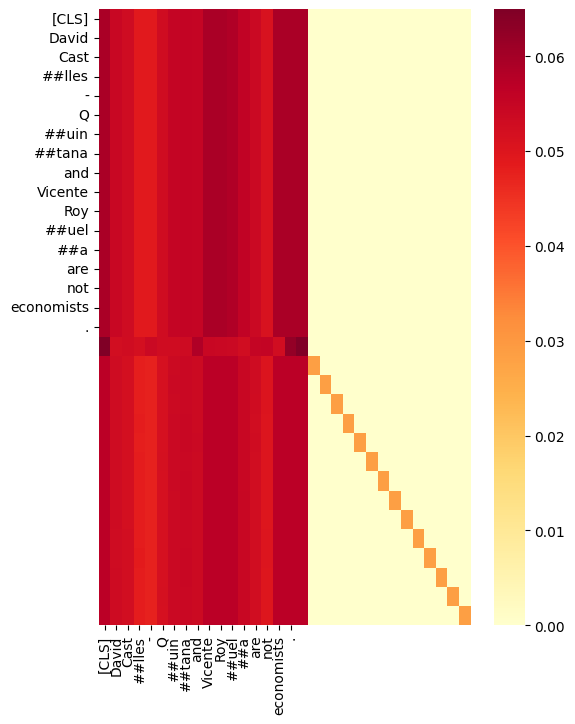 [CLS]
David
Cast
##lles
-
Q
##uin
##tana
and
Vicente
Roy
##uel
##a
are
not
economists
.
0.06
0.05
0.04
0.03
0.02
0.01
0.00
[CLS]
David
Cast
##lles
-
Q
##uin
##tana
and
Vicente
Roy
##uel
##a
are
not
economists
.